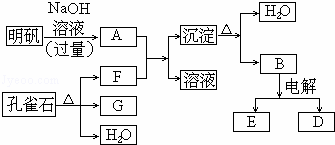 NaOH
明矾 溶液 (过量) A
沉淀 △ H₂O
B
F 溶液
孔雀石 △ G
电解
H₂O
E D